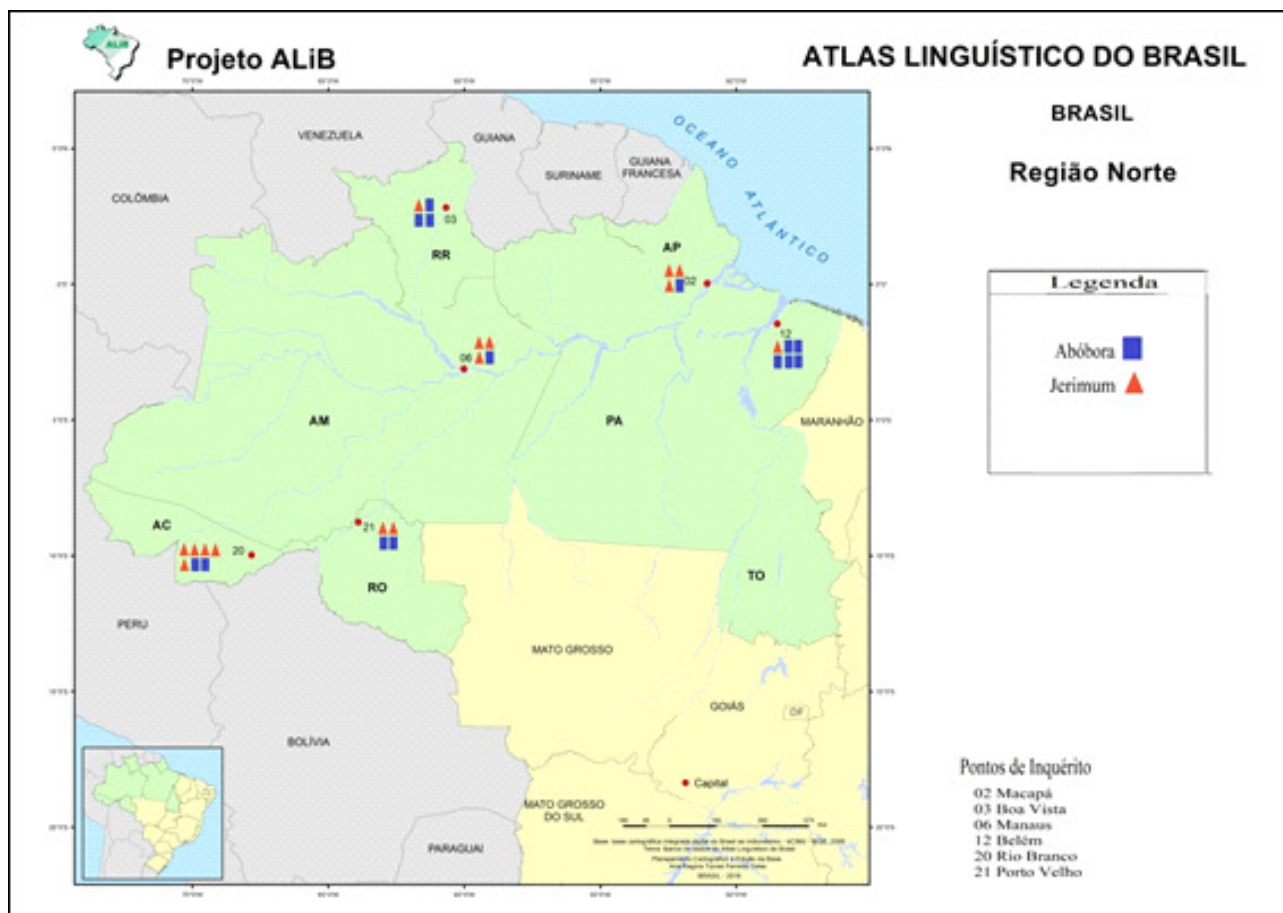 ALiB
Projeto ALiB
ATLAS LINGUÍSTICO DO BRASIL
BRASIL
Região Norte
VENEZUELA
GUIANA
SURINAME
GUIANA
FRANCESA
COLÔMBIA
OCEANO ATLÂNTICO
03
RR
AP
02
12
06
AM
PA
MARANHÃO
AC
20
21
RO
TO
PERU
MATO GROSSO
GOIÁS
DF
BOLÍVIA
Capital
MATO GROSSO
DO SUL
PARAGUAI
Legenda
Abóbora
Jerimum
Pontos de Inquérito
02 Macapá
03 Boa Vista
06 Manaus
12 Belém
20 Rio Branco
21 Porto Velho